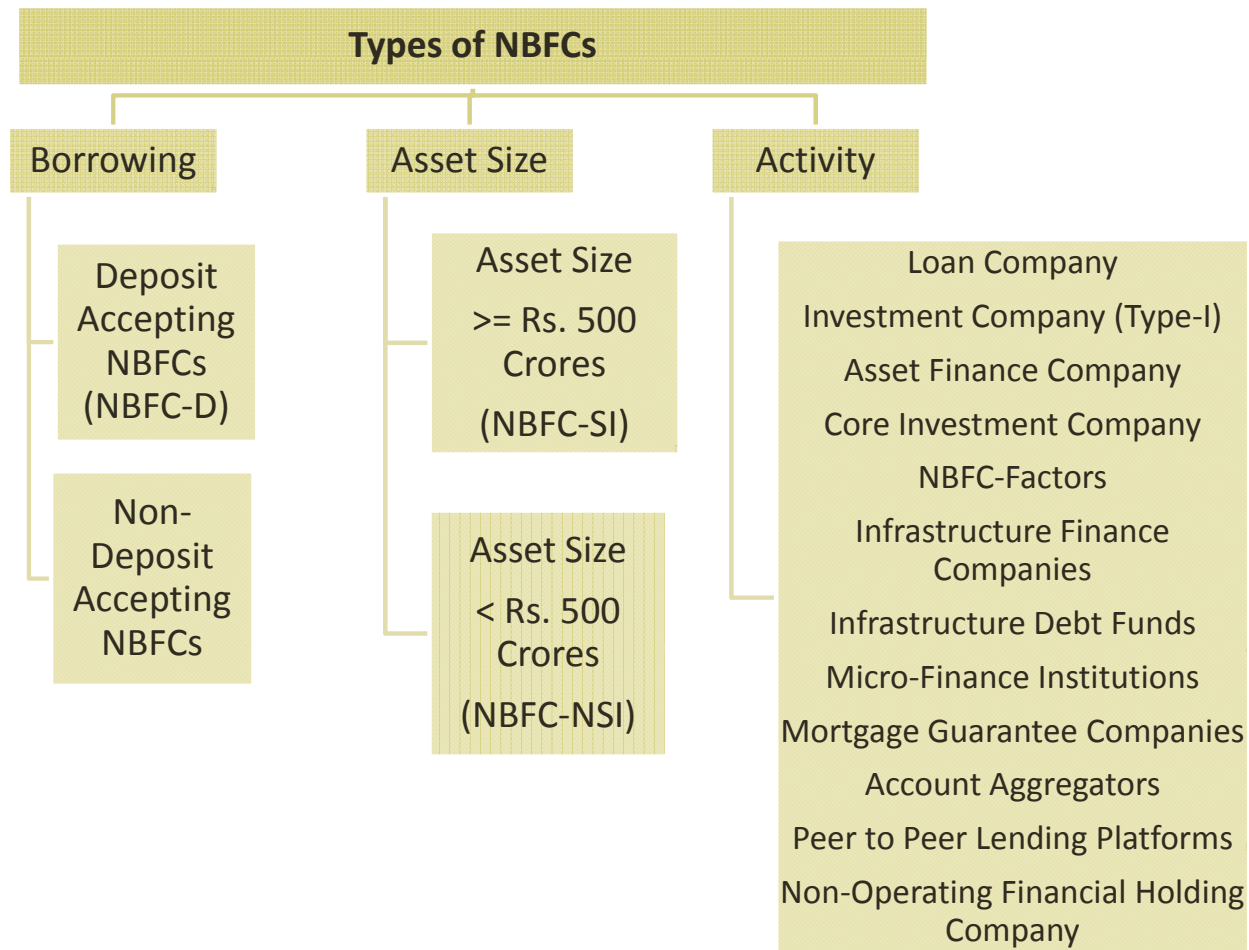 Types of NBFCs
Borrowing
Asset Size
Activity
Deposit
Accepting
NBFCs
(NBFC-D)
Non-
Deposit
Accepting
NBFCs
Asset Size
>= Rs. 500
Crores
(NBFC-SI)
Asset Size
< Rs. 500
Crores
(NBFC-NSI)
Loan Company
Investment Company (Type-I)
Asset Finance Company
Core Investment Company
NBFC-Factors
Infrastructure Finance
Companies
Infrastructure Debt Funds
Micro-Finance Institutions
Mortgage Guarantee Companies
Account Aggregators
Peer to Peer Lending Platforms
Non-Operating Financial Holding
Company